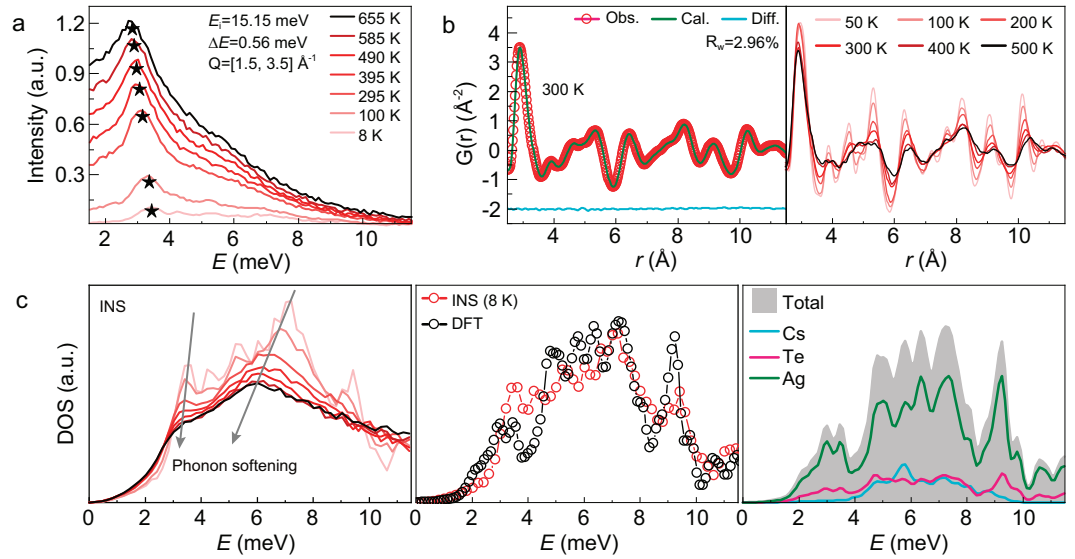 a
Intensity (a.u.)
1.2
0.9
0.6
0.3
E_i=15.15 meV
ΔE=0.56 meV
Q=[1.5, 3.5] Å⁻¹
655 K
585 K
490 K
395 K
295 K
100 K
8 K
2 4 6 8 10
E (meV)
b
G(r) (Å⁻²)
4
3
2
1
0
-1
-2
Obs. Cal. Diff.
R_w=2.96%
300 K
4 6 8 10
r (Å)
50 K 100 K 200 K
300 K 400 K 500 K
4 6 8 10
r (Å)
c
DOS (a.u.)
INS
Phonon softening
0 2 4 6 8 10
E (meV)
INS (8 K)
DFT
0 2 4 6 8 10
E (meV)
Total
Cs
Te
Ag
0 2 4 6 8 10
E (meV)